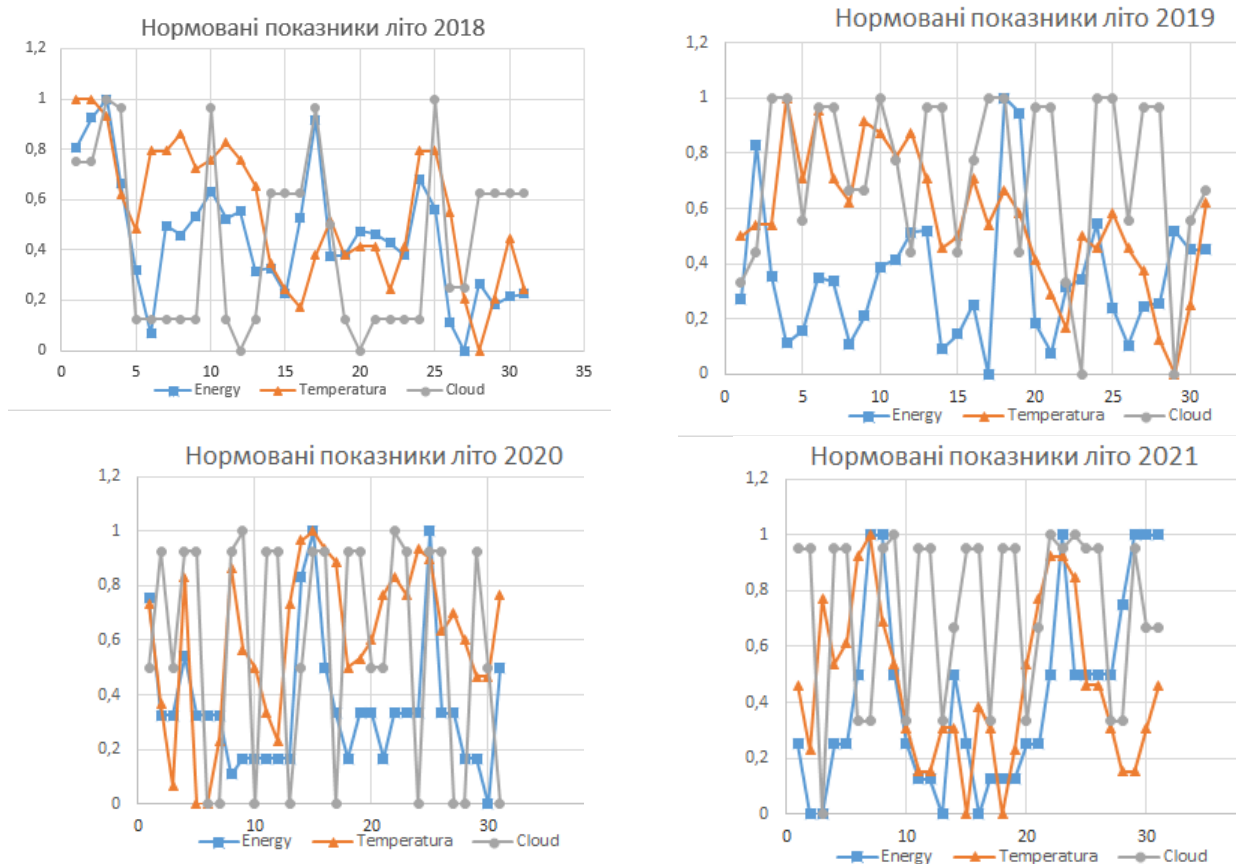 Нормовані показники літо 2018
1,2
1
0,8
0,6
0,4
0,2
0
0 5 10 15 20 25 30 35
Energy Temperatura Cloud
Нормовані показники літо 2019
1,2
1
0,8
0,6
0,4
0,2
0
0 5 10 15 20 25 30
Energy Temperatura Cloud
Нормовані показники літо 2020
1,2
1
0,8
0,6
0,4
0,2
0
0 10 20 30
Energy Temperatura Cloud
Нормовані показники літо 2021
1,2
1
0,8
0,6
0,4
0,2
0
0 10 20 30
Energy Temperatura Cloud